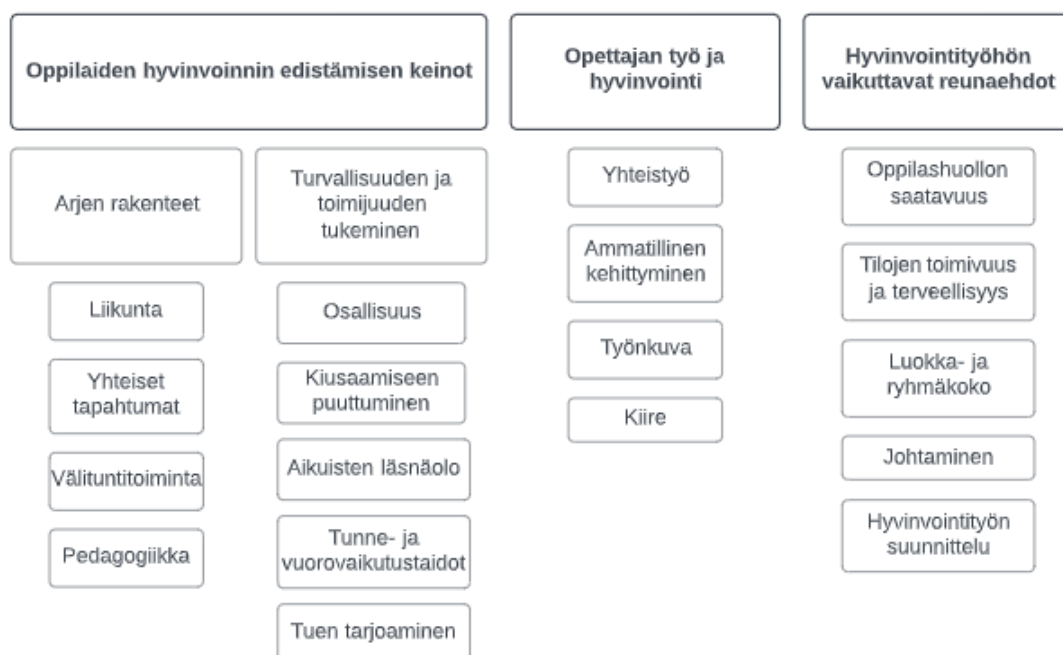 Oppilaiden hyvinvoinnin edistämisen keinot
Arjen rakenteet
Liikunta
Yhteiset
tapahtumat
Välituntitoiminta
Pedagogiikka
Turvallisuuden ja
toimijuuden
tukeminen
Osallisuus
Kiusaamiseen
puuttuminen
Aikuisten läsnäolo
Tunne- ja
vuorovaikutustaidot
Tuen tarjoaminen
Opettajan työ ja
hyvinvointi
Yhteistyö
Ammatillinen
kehittyminen
Työnkuva
Kiire
Hyvinvointityöhön
vaikuttavat reunaehdot
Oppilashuollon
saatavuus
Tilojen toimivuus
ja terveellisyys
Luokka- ja
ryhmäkoko
Johtaminen
Hyvinvointityön
suunnittelu